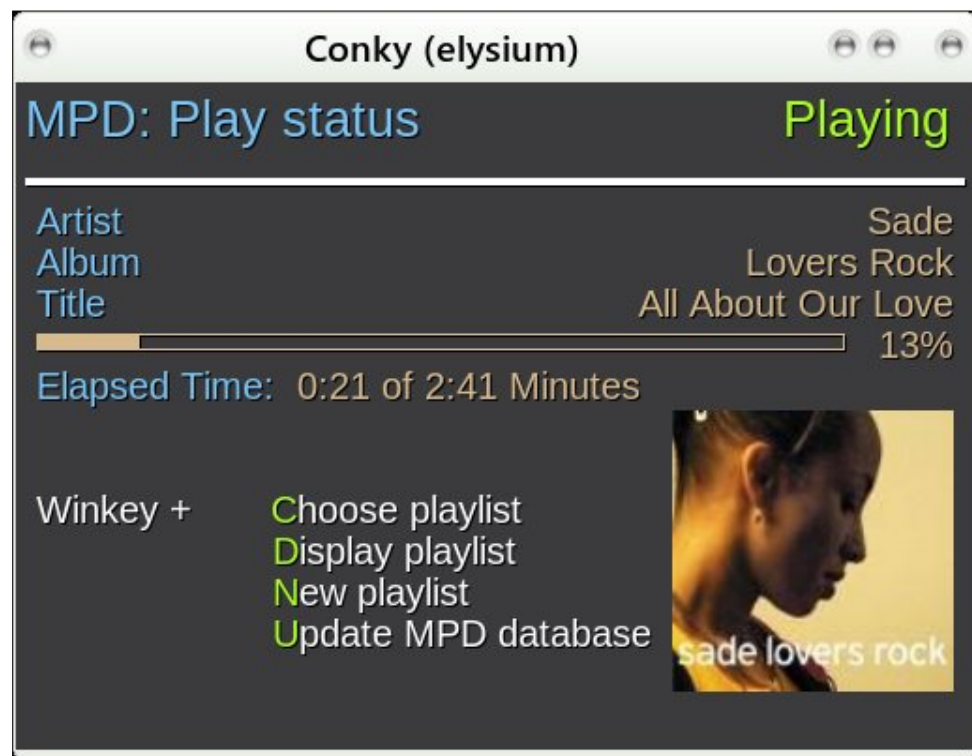 Conky (elysium)
MPD: Play status Playing
Artist Sade
Album Lovers Rock
Title All About Our Love
13%
Elapsed Time: 0:21 of 2:41 Minutes
Winkey + Choose playlist
Display playlist
New playlist
Update MPD database
sade lovers rock